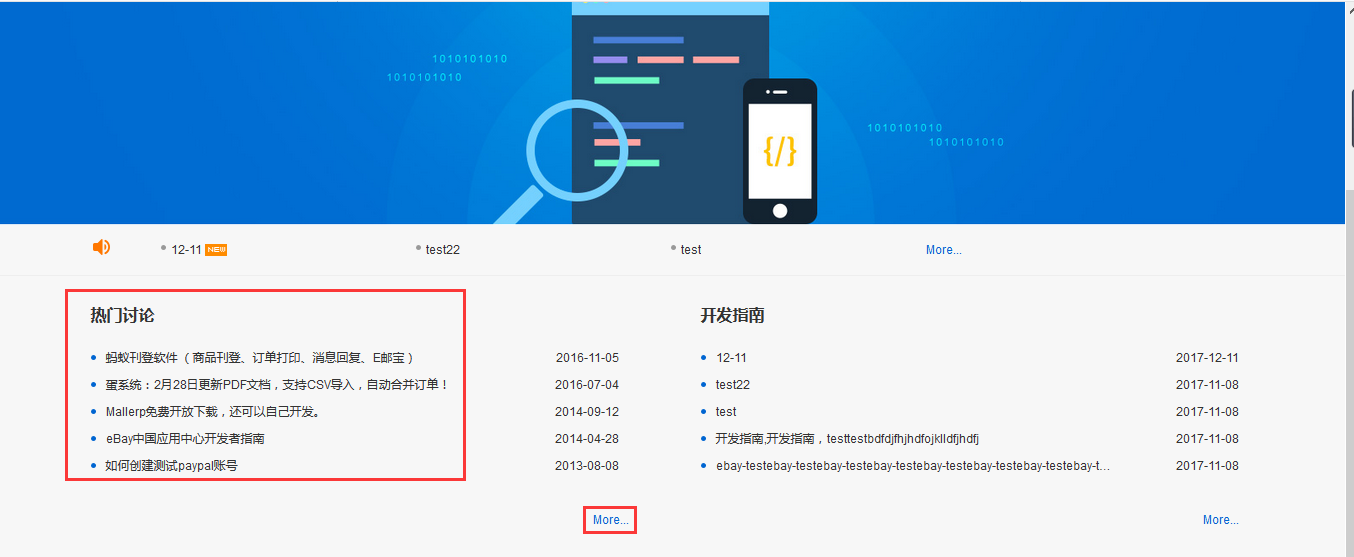 1010101010
1010101010
{/}
1010101010
1010101010
12-11 NEW
test22
test
More...
热门讨论
蚂蚁刊登软件（商品刊登、订单打印、消息回复、E邮宝） 2016-11-05
蛋系统：2月28日更新PDF文档，支持CSV导入，自动合并订单！ 2016-07-04
Mallerp免费开放下载，还可以自己开发。 2014-09-12
eBay中国应用中心开发者指南 2014-04-28
如何创建测试paypal账号 2013-08-08
More...
开发指南
12-11 2017-12-11
test22 2017-11-08
test 2017-11-08
开发指南,开发指南，testtestbdfdjfhjhdfojklldfjhdfj 2017-11-08
ebay-testebay-testebay-testebay-testebay-testebay-testebay-testebay-t... 2017-11-08
More...